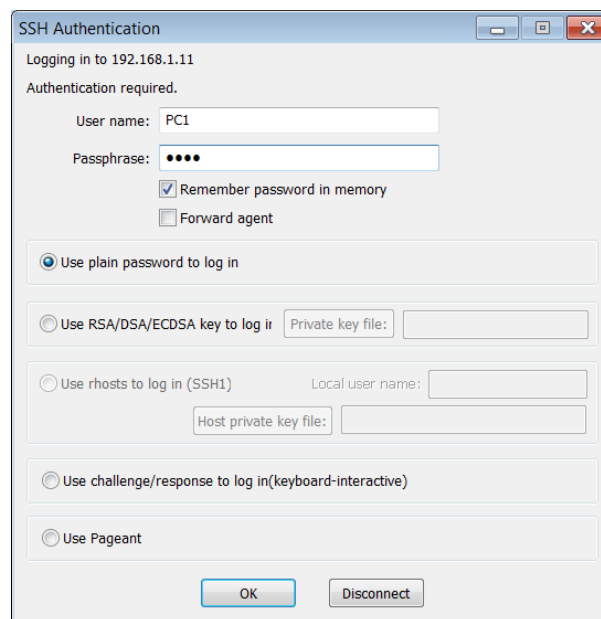 SSH Authentication
Logging in to 192.168.1.11
Authentication required.
User name: PC1
Passphrase: ••••
Remember password in memory
Forward agent
Use plain password to log in
Use RSA/DSA/ECDSA key to log in Private key file:
Use rhosts to log in (SSH1) Local user name:
Host private key file:
Use challenge/response to log in(keyboard-interactive)
Use Pageant
OK Disconnect